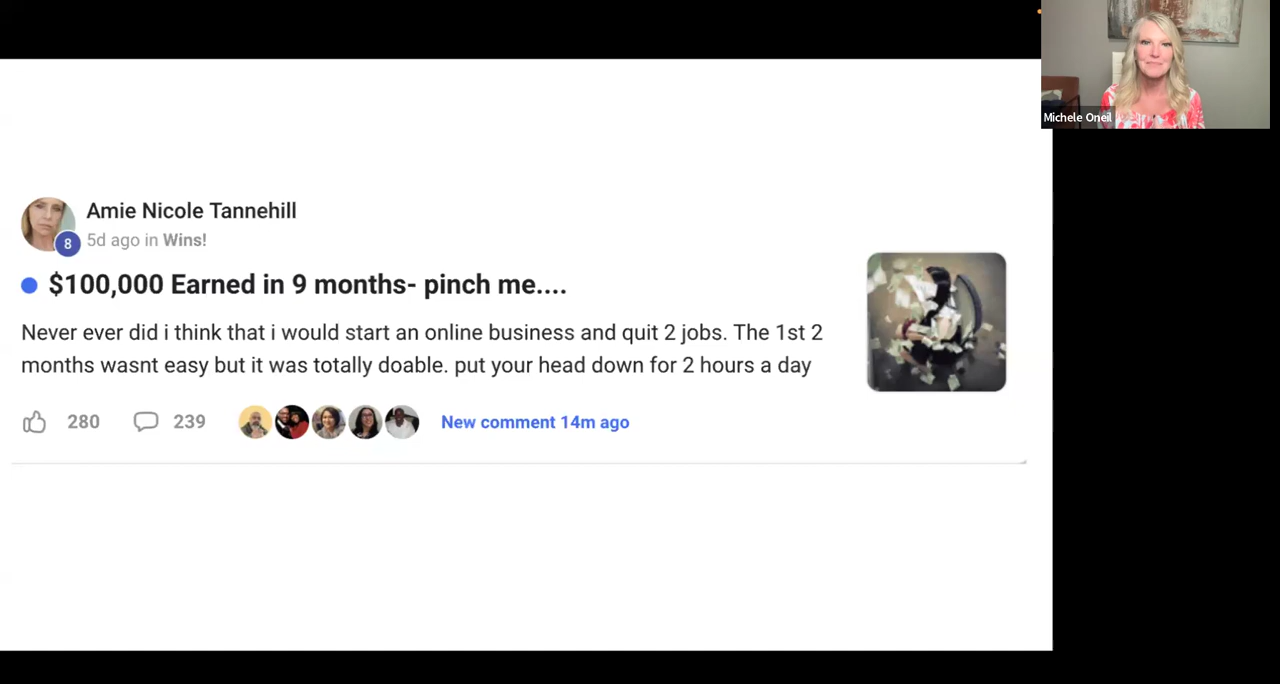 Michele Oneil
Amie Nicole Tannehill
8
5d ago in Wins!
$100,000 Earned in 9 months- pinch me....
Never ever did i think that i would start an online business and quit 2 jobs. The 1st 2
months wasnt easy but it was totally doable. put your head down for 2 hours a day
280 239 New comment 14m ago